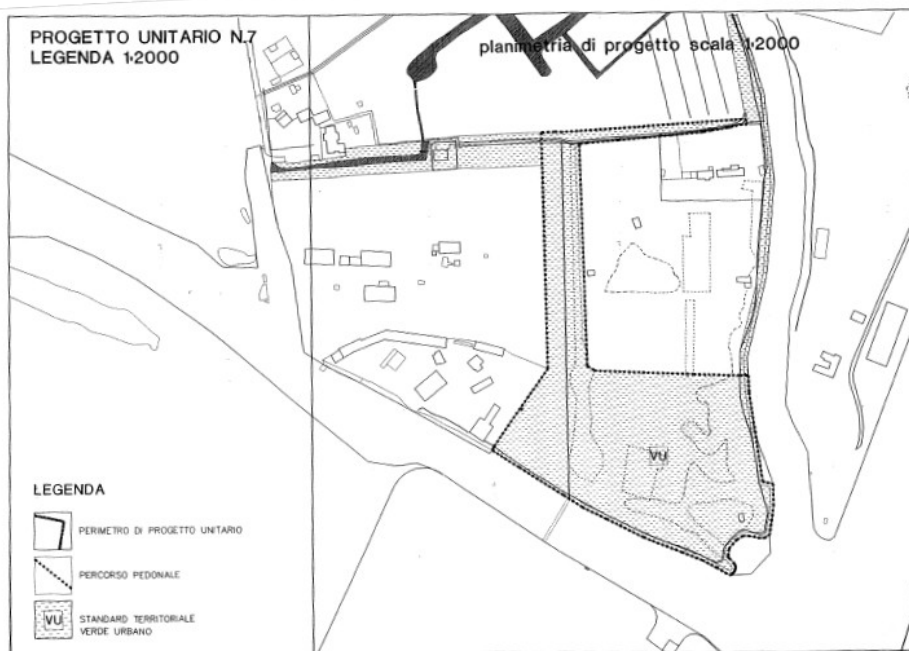 PROGETTO UNITARIO N.7
LEGENDA 1:2000
planimetria di progetto scala 1:2000
VU
LEGENDA
PERIMETRO DI PROGETTO UNITARIO
PERCORSO PEDONALE
VU
STANDARD TERRITORIALE
VERDE URBANO